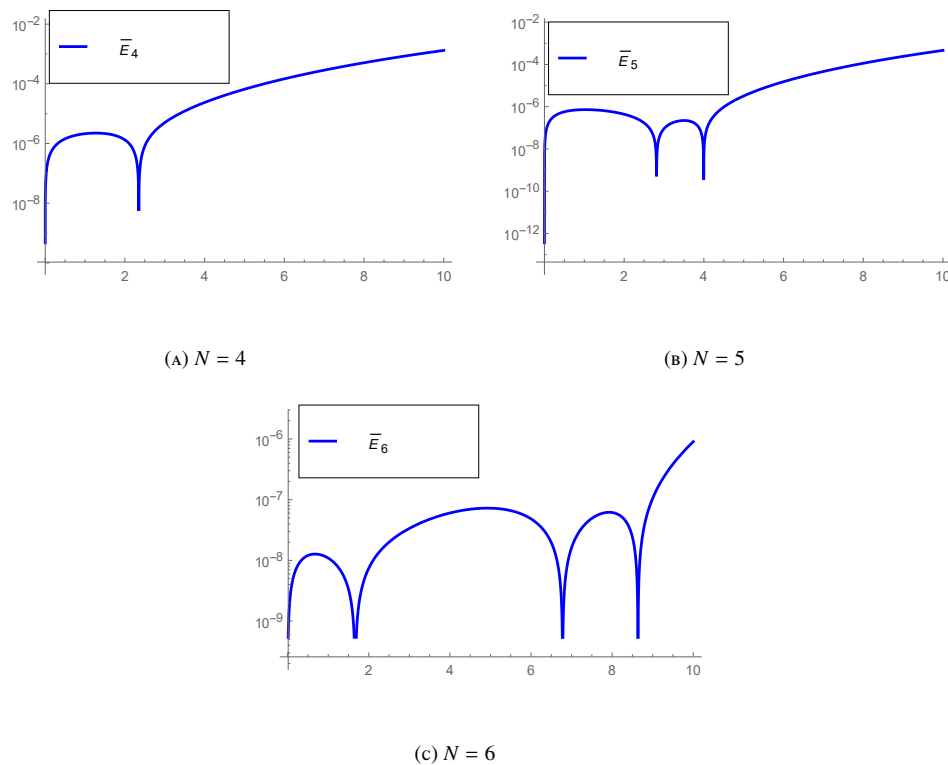 10⁻²
10⁻⁴
10⁻⁶
10⁻⁸
2 4 6 8 10
E̅₄
(A) N = 4
10⁻²
10⁻⁴
10⁻⁶
10⁻⁸
10⁻¹⁰
10⁻¹²
2 4 6 8 10
E̅₅
(B) N = 5
10⁻⁶
10⁻⁷
10⁻⁸
10⁻⁹
2 4 6 8 10
E̅₆
(C) N = 6